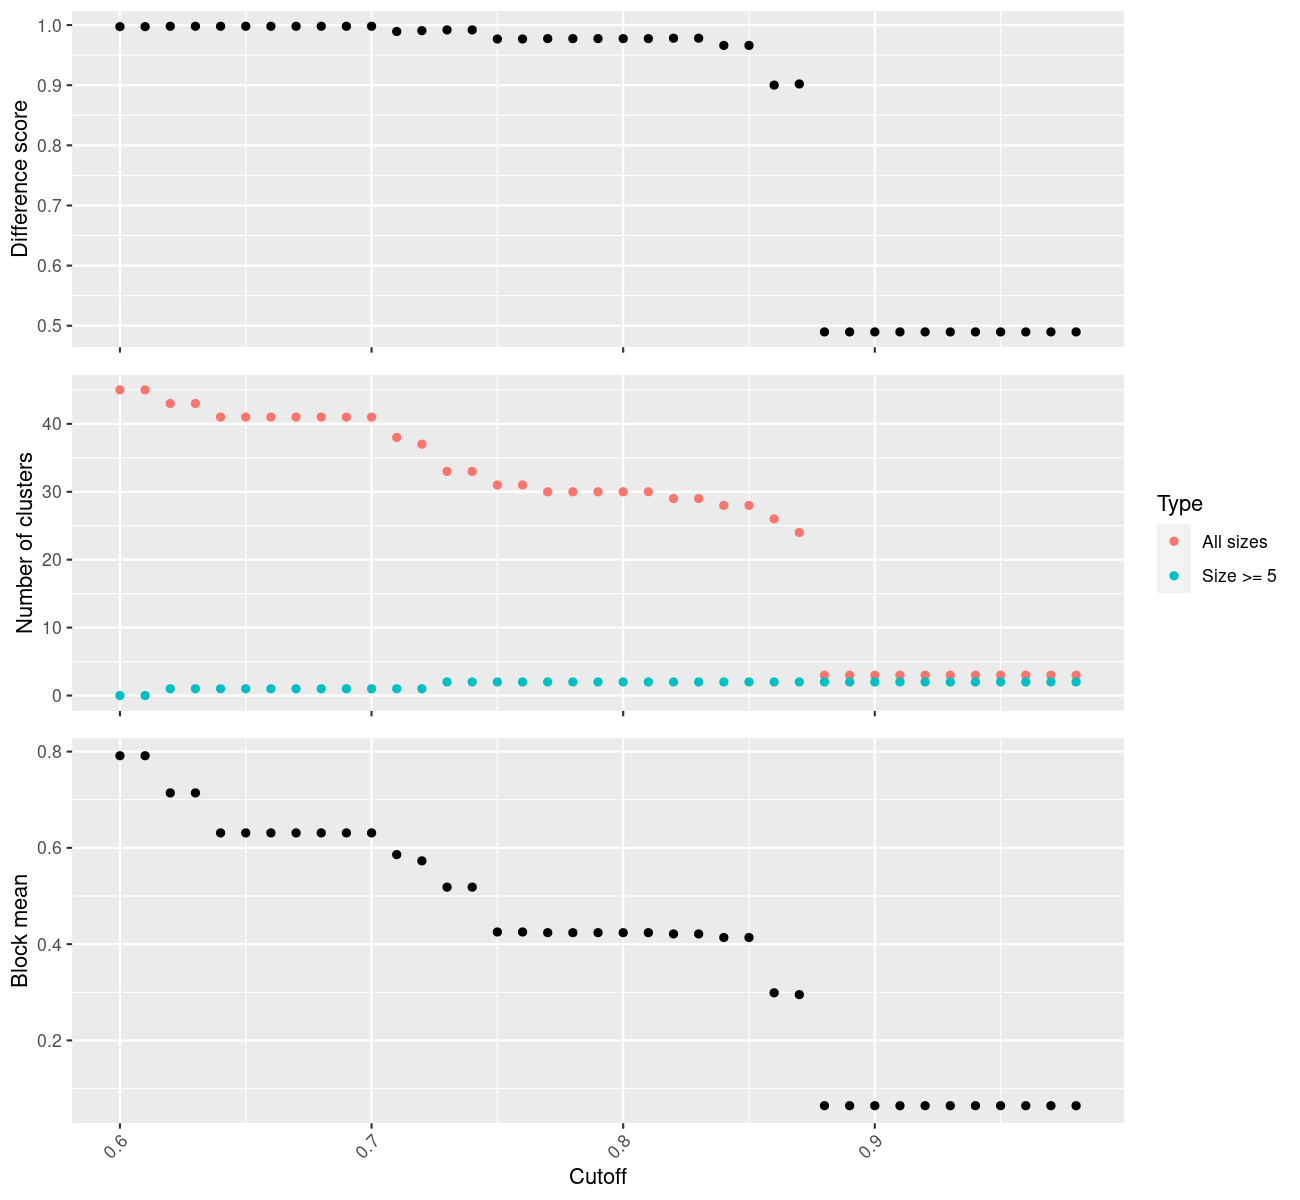 Difference score
1.0
0.9
0.8
0.7
0.6
0.5
Number of clusters
40
30
20
10
0
Type
All sizes
Size >= 5
Block mean
0.8
0.6
0.4
0.2
0.6
0.7
0.8
0.9
Cutoff